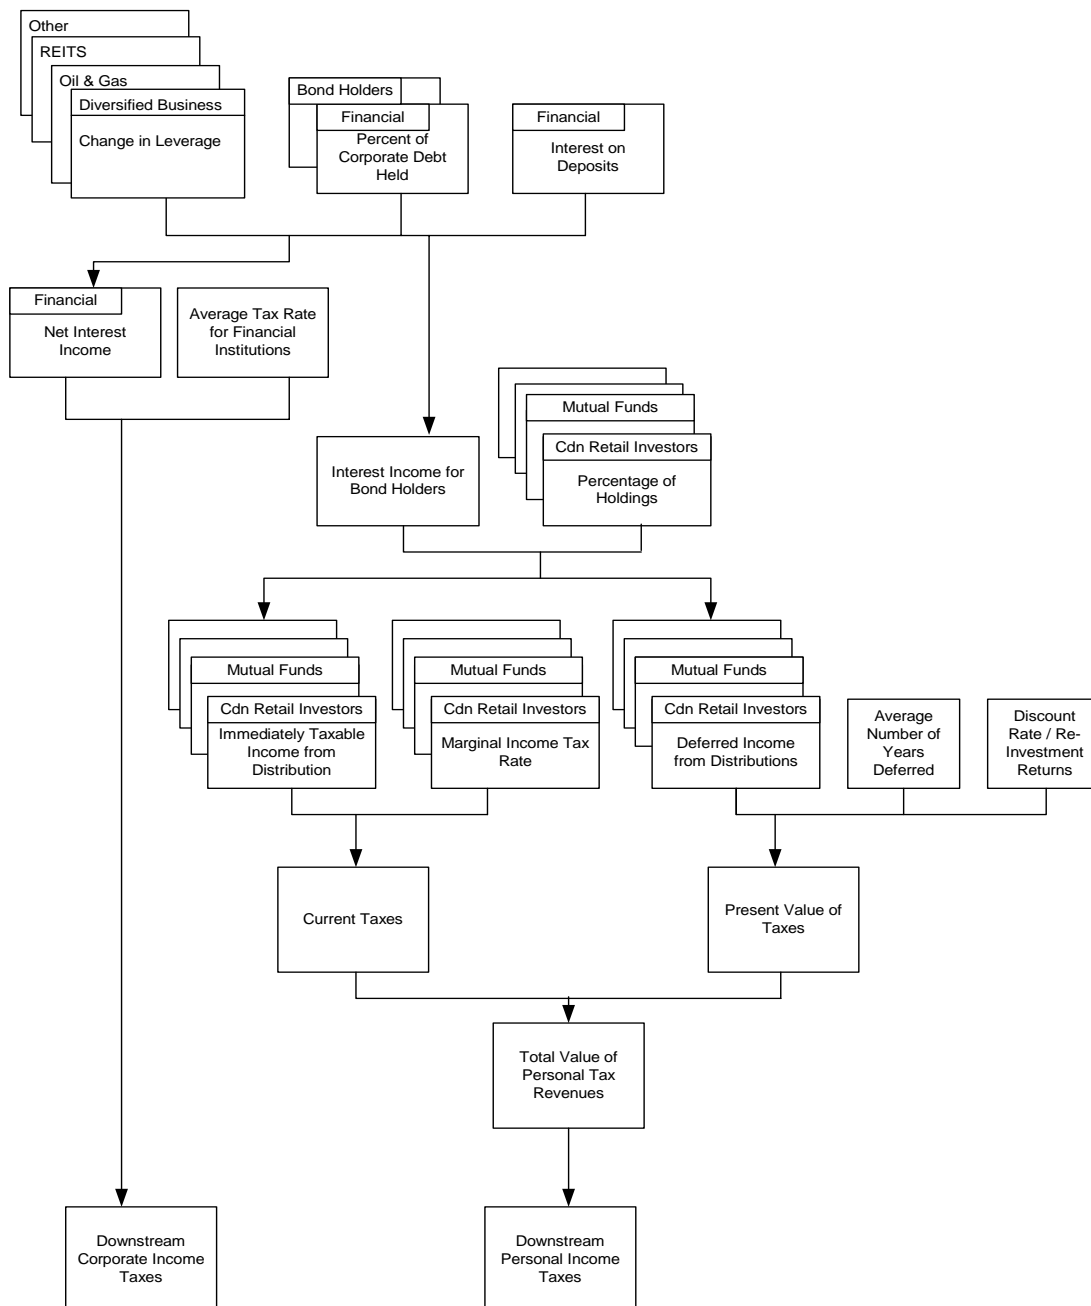 Other
REITS
Oil & Gas
Diversified Business
Change in Leverage
Bond Holders
Financial
Percent of
Corporate Debt
Held
Financial
Interest on
Deposits
Financial
Net Interest
Income
Average Tax Rate
for Financial
Institutions
Mutual Funds
Cdn Retail Investors
Percentage of
Holdings
Interest Income for
Bond Holders
Mutual Funds
Cdn Retail Investors
Immediately Taxable
Income from
Distribution
Mutual Funds
Cdn Retail Investors
Marginal Income Tax
Rate
Mutual Funds
Cdn Retail Investors
Deferred Income
from Distributions
Average
Number of
Years
Deferred
Discount
Rate / Re-
Investment
Returns
Current Taxes
Present Value of
Taxes
Total Value of
Personal Tax
Revenues
Downstream
Corporate Income
Taxes
Downstream
Personal Income
Taxes